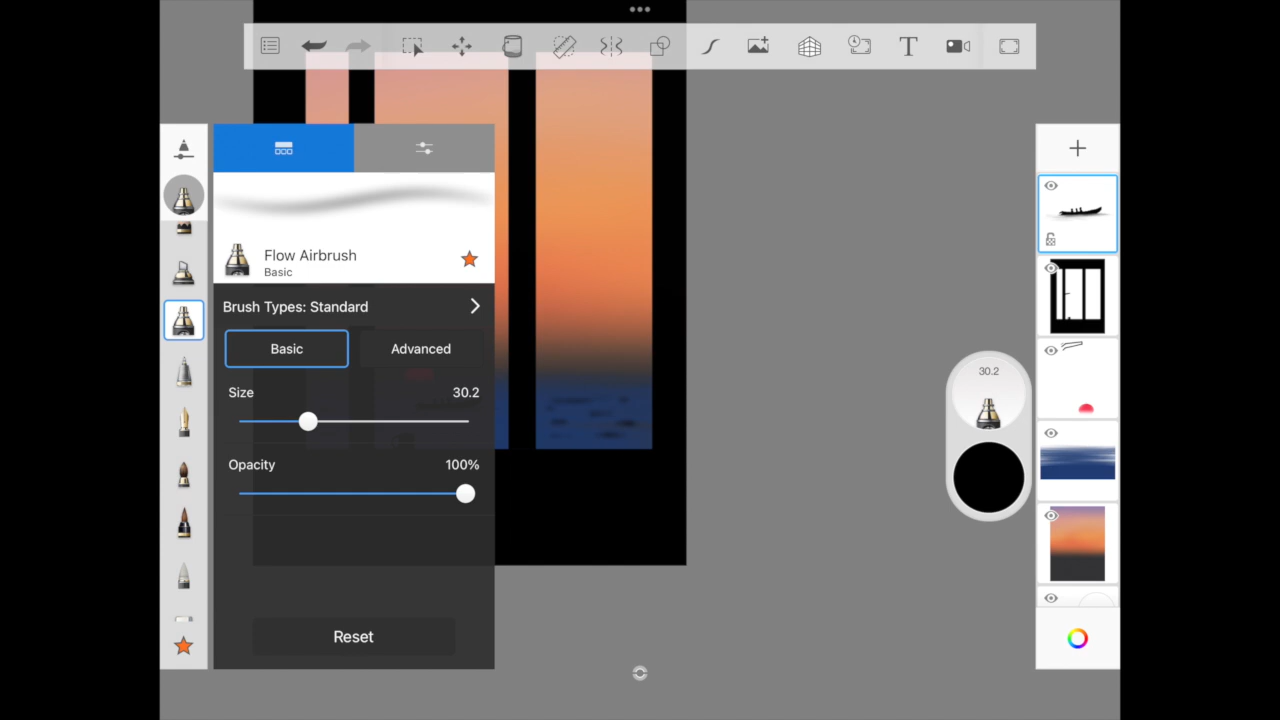 Flow Airbrush
Basic
Brush Types: Standard
Basic
Advanced
Size
30.2
Opacity
100%
Reset
30.2